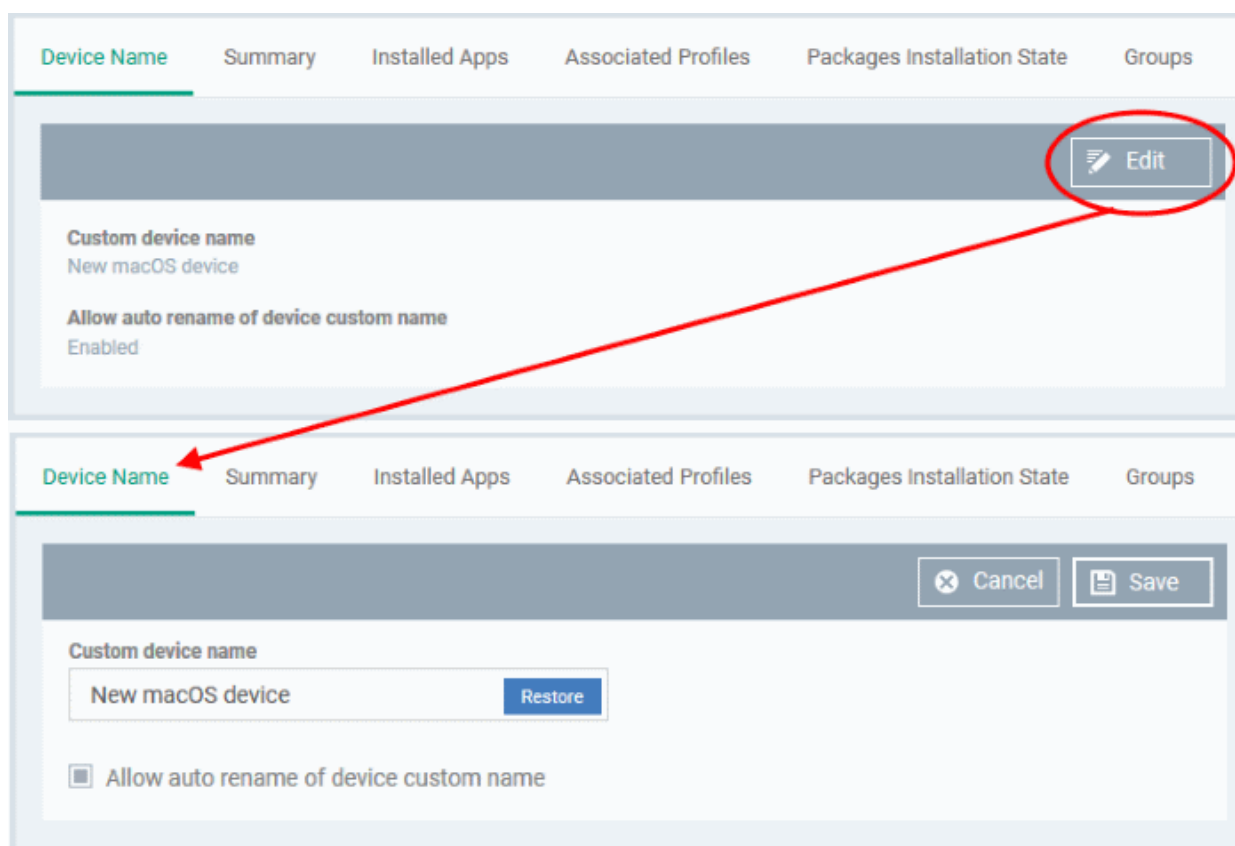 Device Name Summary Installed Apps Associated Profiles Packages Installation State Groups
Edit
Custom device name
New macOS device
Allow auto rename of device custom name
Enabled
Device Name Summary Installed Apps Associated Profiles Packages Installation State Groups
Cancel Save
Custom device name
New macOS device Restore
Allow auto rename of device custom name